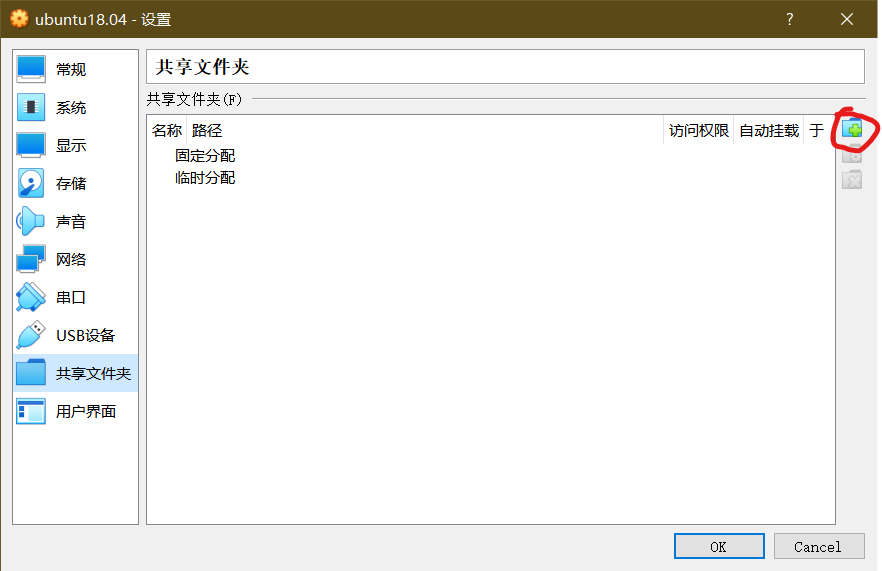 ubuntu18.04 - 设置
?
常规
系统
显示
存储
声音
网络
串口
USB设备
共享文件夹
用户界面
共享文件夹
共享文件夹(F)
名称 路径 访问权限 自动挂载 于
固定分配
临时分配
OK Cancel